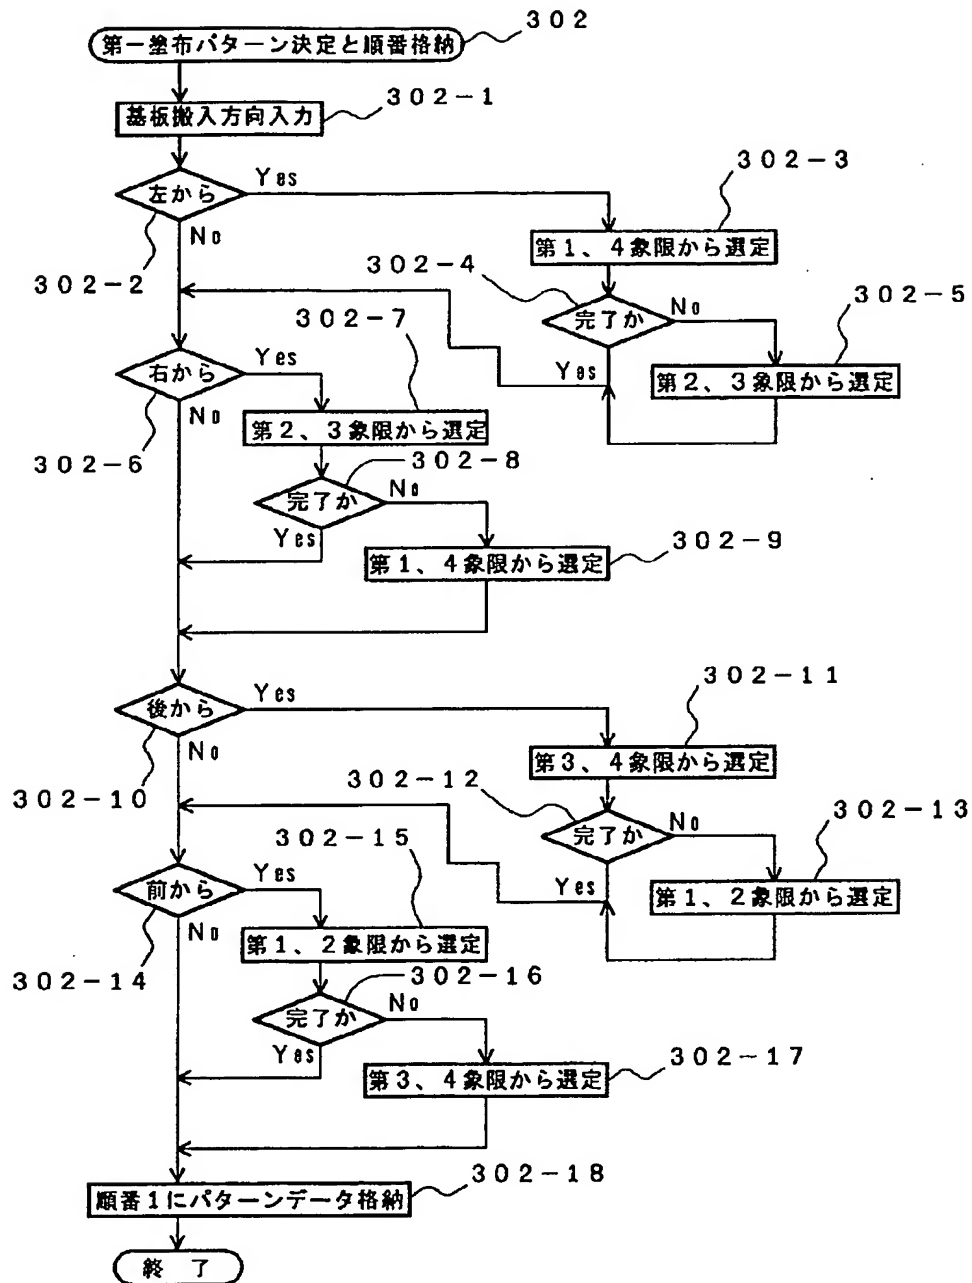 302
第一塗布パターン決定と順番格納
302-1
基板搬入方向入力
302-3
左から
Yes
No
302-2
第1、4象限から選定
302-4
完了か
No
Yes
302-5
第2、3象限から選定
302-7
右から
Yes
No
302-6
第2、3象限から選定
302-8
完了か
No
Yes
302-9
第1、4象限から選定
302-11
後から
Yes
No
302-10
第3、4象限から選定
302-12
完了か
No
Yes
302-13
第1、2象限から選定
302-15
前から
Yes
No
302-14
第1、2象限から選定
302-16
完了か
No
Yes
302-17
第3、4象限から選定
302-18
順番1にパターンデータ格納
終 了